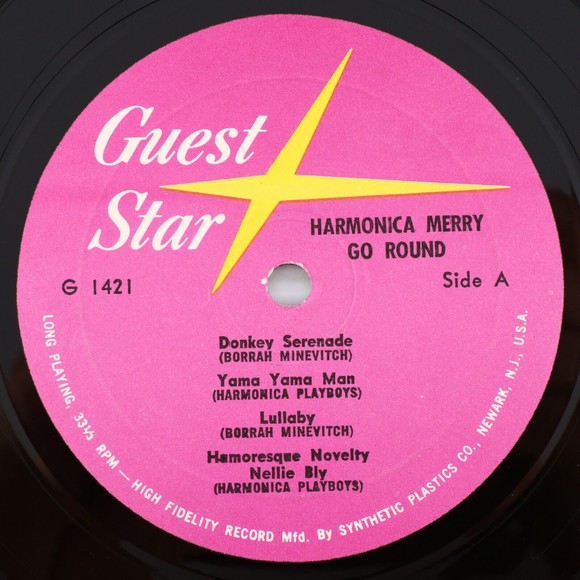 Guest
Star
HARMONICA MERRY
GO ROUND
G 1421
Side A
Donkey Serenade
(BORRAH MINEVITCH)
Yama Yama Man
(HARMONICA PLAYBOYS)
Lullaby
(BORRAH MINEVITCH)
Humoresque Novelty
Nellie Bly
(HARMONICA PLAYBOYS)
LONG PLAYING, 33⅓ RPM — HIGH FIDELITY RECORD Mfd. By SYNTHETIC PLASTICS CO., NEWARK, N.J., U.S.A.